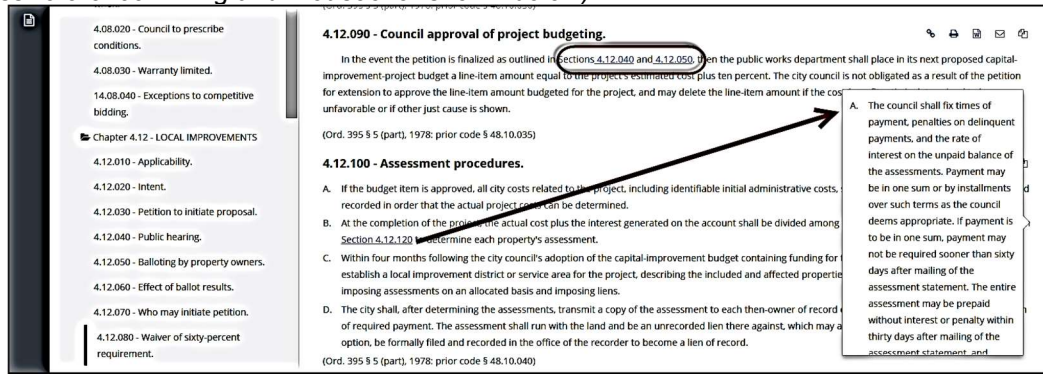 4.08.020 - Council to prescribe
conditions.
4.08.030 - Warranty limited.
14.08.040 - Exceptions to competitive
bidding.
Chapter 4.12 - LOCAL IMPROVEMENTS
4.12.010 - Applicability.
4.12.020 - Intent.
4.12.030 - Petition to initiate proposal.
4.12.040 - Public hearing.
4.12.050 - Balloting by property owners.
4.12.060 - Effect of ballot results.
4.12.070 - Who may initiate petition.
4.12.080 - Waiver of sixty-percent
requirement.
4.12.090 - Council approval of project budgeting.
In the event the petition is finalized as outlined in Sections 4.12.040 and 4.12.050, then the public works department shall place in its next proposed capital-
improvement-project budget a line-item amount equal to the project's estimated cost plus ten percent. The city council is not obligated as a result of the petition
for extension to approve the line-item amount budgeted for the project, and may delete the line-item amount if the
unfavorable or if other just cause is shown.
(Ord. 395 § 5 (part), 1978: prior code § 48.10.035)
4.12.100 - Assessment procedures.
A. If the budget item is approved, all city costs related to the project, including identifiable initial administrative costs,
recorded in order that the actual project costs can be determined.
B. At the completion of the project, the actual cost plus the interest generated on the account shall be divided among
Section 4.12.120 to determine each property's assessment.
C. Within four months following the city council's adoption of the capital-improvement budget containing funding for
establish a local improvement district or service area for the project, describing the included and affected
imposing assessments on an allocated basis and imposing liens.
D. The city shall, after determining the assessments, transmit a copy of the assessment to each then-owner of record
of required payment. The assessment shall run with the land and be an unrecorded lien there against, which may
option, be formally filed and recorded in the office of the recorder to become a lien of record.
(Ord. 395 § 5 (part), 1978: prior code § 48.10.040)
A. The council shall fix times of
payment, penalties on delinquent
payments, and the rate of
interest on the unpaid balance of
the assessments. Payment may
be in one sum or by installments
over such terms as the council
deems appropriate. If payment is
to be in one sum, payment may
not be required sooner than sixty
days after mailing of the
assessment statement. The entire
assessment may be prepaid
without interest or penalty within
thirty days after mailing of the
assessment statement, and